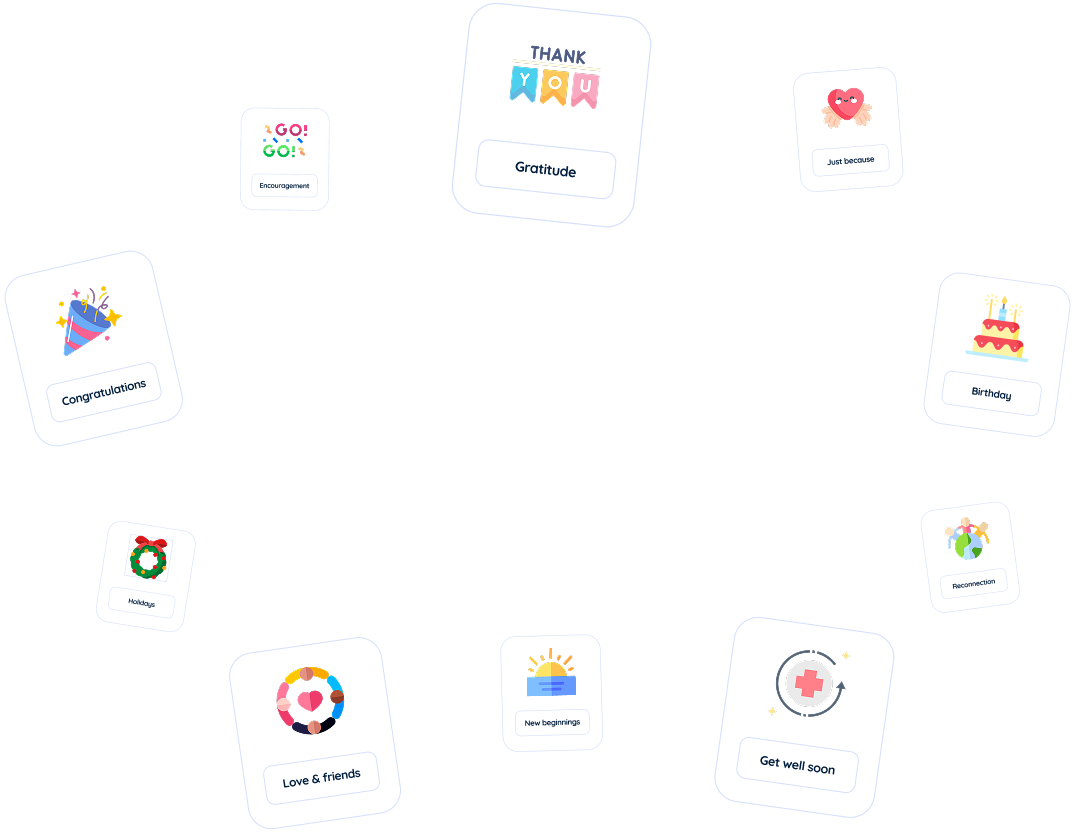 THANK
YOU
Gratitude
Just because
GO!
GO!
Encouragement
Congratulations
Birthday
Holidays
Reconnection
Love & friends
New beginnings
Get well soon